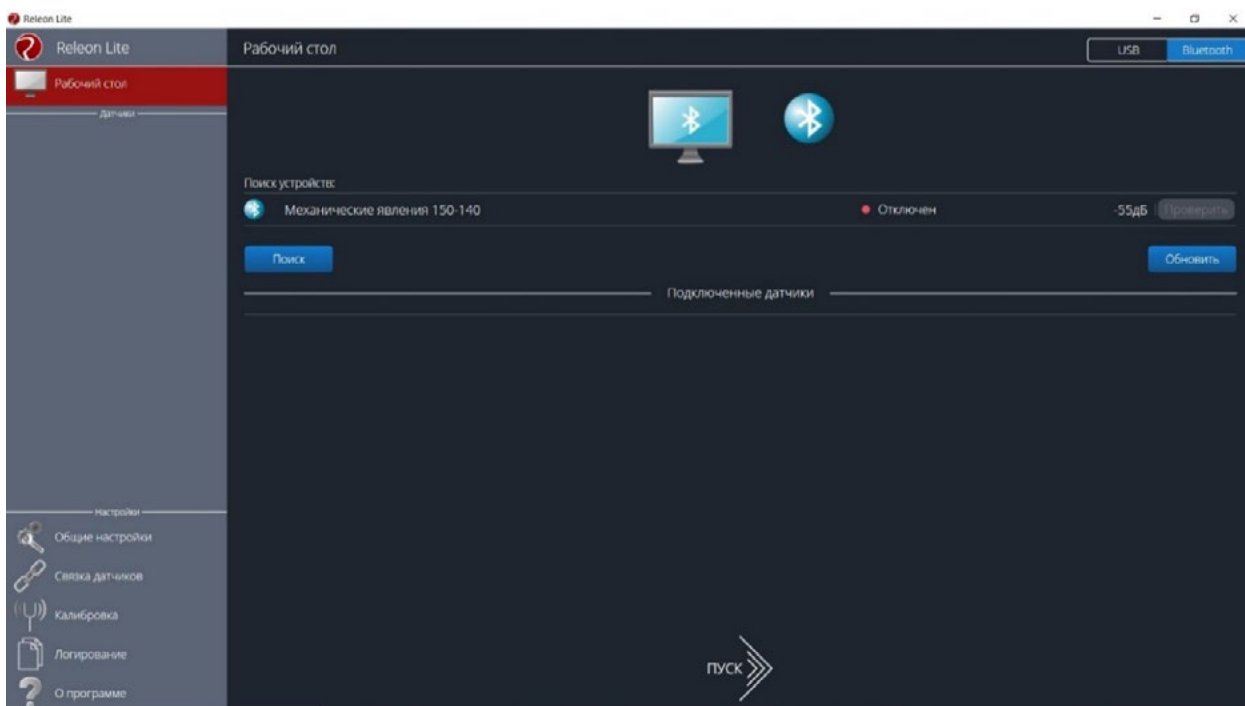 Releon Lite
Releon Lite
Рабочий стол
USB
Bluetooth
Рабочий стол
Датчики
Поиск устройств:
Механические явления 150-140
Отключен
-55дБ
Проверить
Поиск
Обновить
Подключенные датчики
Настройки
Общие настройки
Связка датчиков
Калибровка
Логирование
О программе
ПУСК